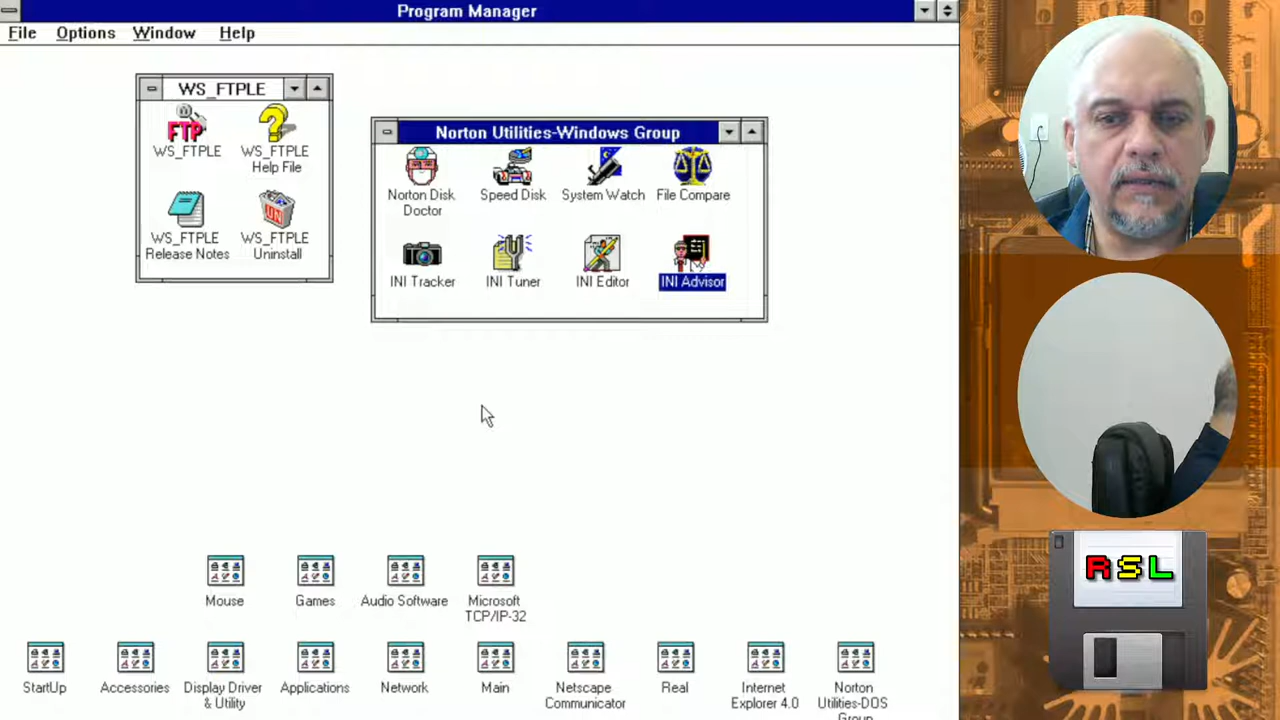 Program Manager
File Options Window Help
WS_FTPLE
FTP
WS_FTPLE
WS_FTPLE
Help File
WS_FTPLE
Release Notes
UN
WS_FTPLE
Uninstall
Norton Utilities-Windows Group
Norton Disk
Doctor
Speed Disk
System Watch
File Compare
INI Tracker
INI Tuner
INI Editor
INI Advisor
RSL
Mouse
Games
Audio Software
Microsoft
TCP/IP-32
StartUp
Accessories
Display Driver
& Utility
Applications
Network
Main
Netscape
Communicator
Real
Internet
Explorer 4.0
Norton
Utilities-DOS
Group